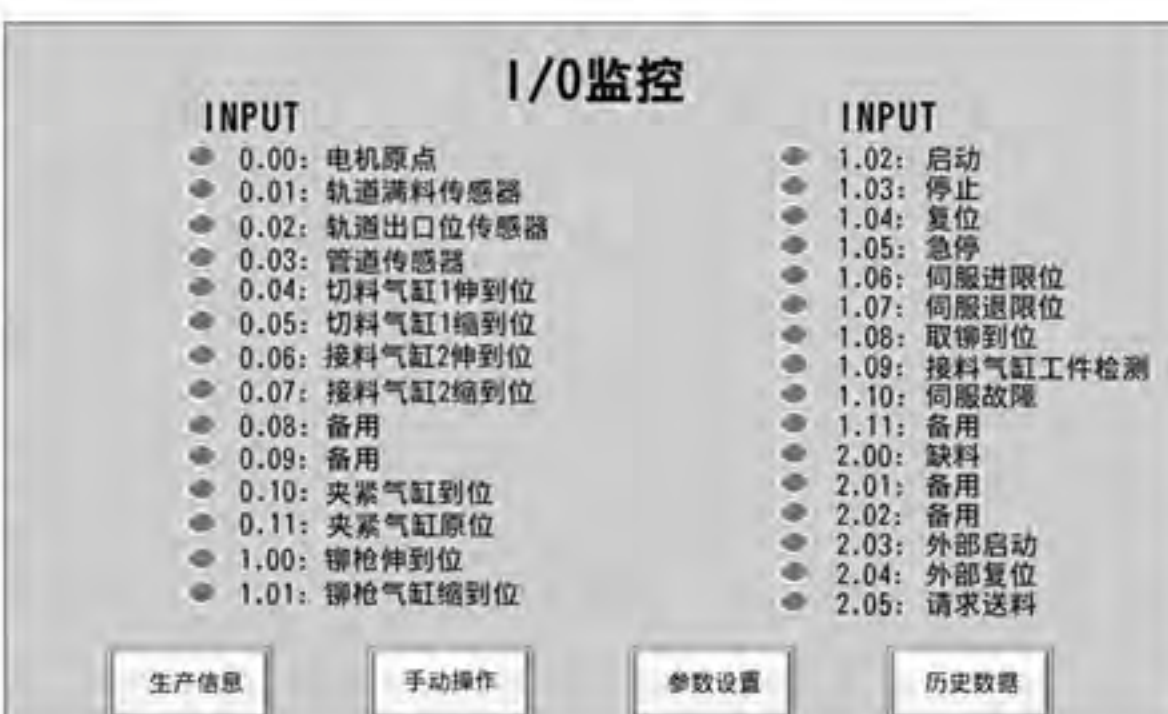 I/O监控
INPUT
0.00: 电机原点
0.01: 轨道满料传感器
0.02: 轨道出口位传感器
0.03: 管道传感器
0.04: 切料气缸1伸到位
0.05: 切料气缸1缩到位
0.06: 接料气缸2伸到位
0.07: 接料气缸2缩到位
0.08: 备用
0.09: 备用
0.10: 夹紧气缸到位
0.11: 夹紧气缸原位
1.00: 铆枪伸到位
1.01: 铆枪气缸缩到位
INPUT
1.02: 启动
1.03: 停止
1.04: 复位
1.05: 急停
1.06: 伺服进限位
1.07: 伺服退限位
1.08: 取铆到位
1.09: 接料气缸工件检测
1.10: 伺服故障
1.11: 备用
2.00: 缺料
2.01: 备用
2.02: 备用
2.03: 外部启动
2.04: 外部复位
2.05: 请求送料
生产信息
手动操作
参数设置
历史数据